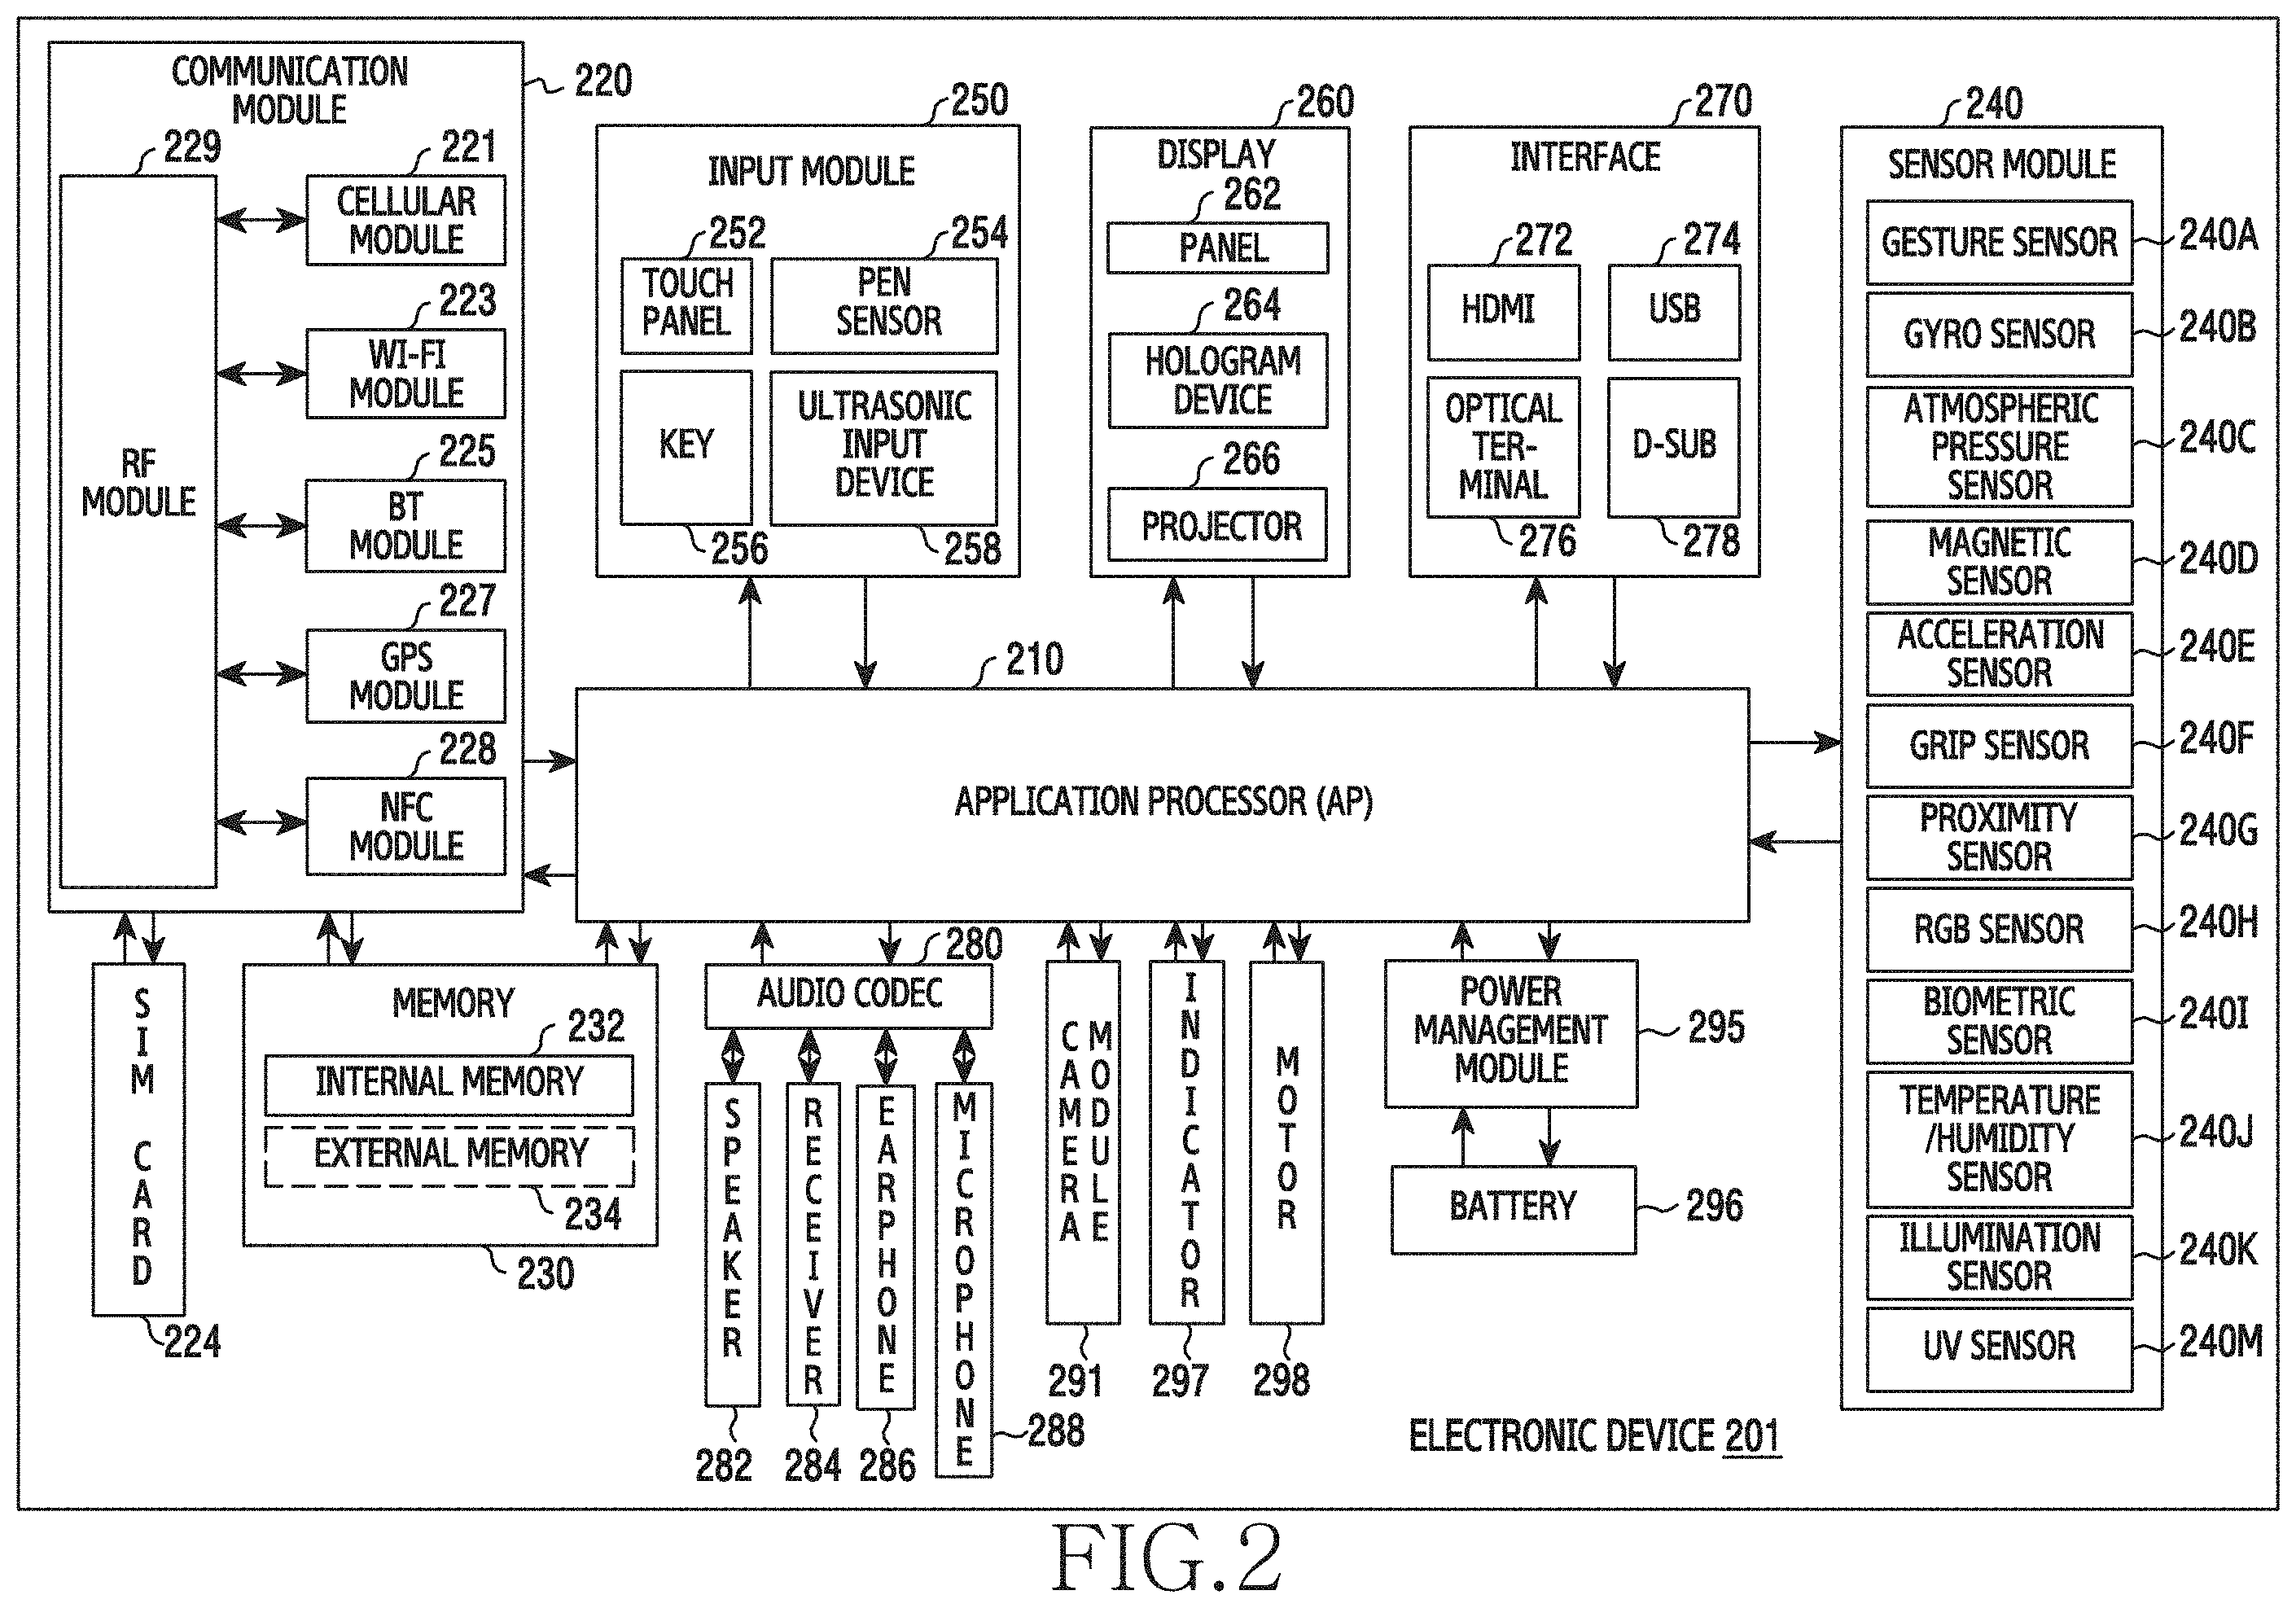 COMMUNICATION
MODULE
220
229
221
CELLULAR
MODULE
223
WI-FI
MODULE
RF
MODULE
225
BT
MODULE
227
GPS
MODULE
228
NFC
MODULE
250
INPUT MODULE
252
TOUCH
PANEL
254
PEN
SENSOR
KEY
256
ULTRASONIC
INPUT
DEVICE
258
260
DISPLAY
262
PANEL
264
HOLOGRAM
DEVICE
266
PROJECTOR
270
INTERFACE
272
HDMI
274
USB
OPTICAL
TER-
MINAL
276
D-SUB
278
240
SENSOR MODULE
GESTURE SENSOR
240A
GYRO SENSOR
240B
ATMOSPHERIC
PRESSURE
SENSOR
240C
MAGNETIC
SENSOR
240D
ACCELERATION
SENSOR
240E
GRIP SENSOR
240F
PROXIMITY
SENSOR
240G
RGB SENSOR
240H
BIOMETRIC
SENSOR
240I
TEMPERATURE
/HUMIDITY
SENSOR
240J
ILLUMINATION
SENSOR
240K
UV SENSOR
240M
210
APPLICATION PROCESSOR (AP)
SIM CARD
224
MEMORY
232
INTERNAL MEMORY
EXTERNAL MEMORY
234
230
280
AUDIO CODEC
SPEAKER
282
RECEIVER
284
EARPHONE
286
MICROPHONE
288
CAMERA
MODULE
291
INDICATOR
297
MOTOR
298
POWER
MANAGEMENT
MODULE
295
BATTERY
296
ELECTRONIC DEVICE 201
FIG.2